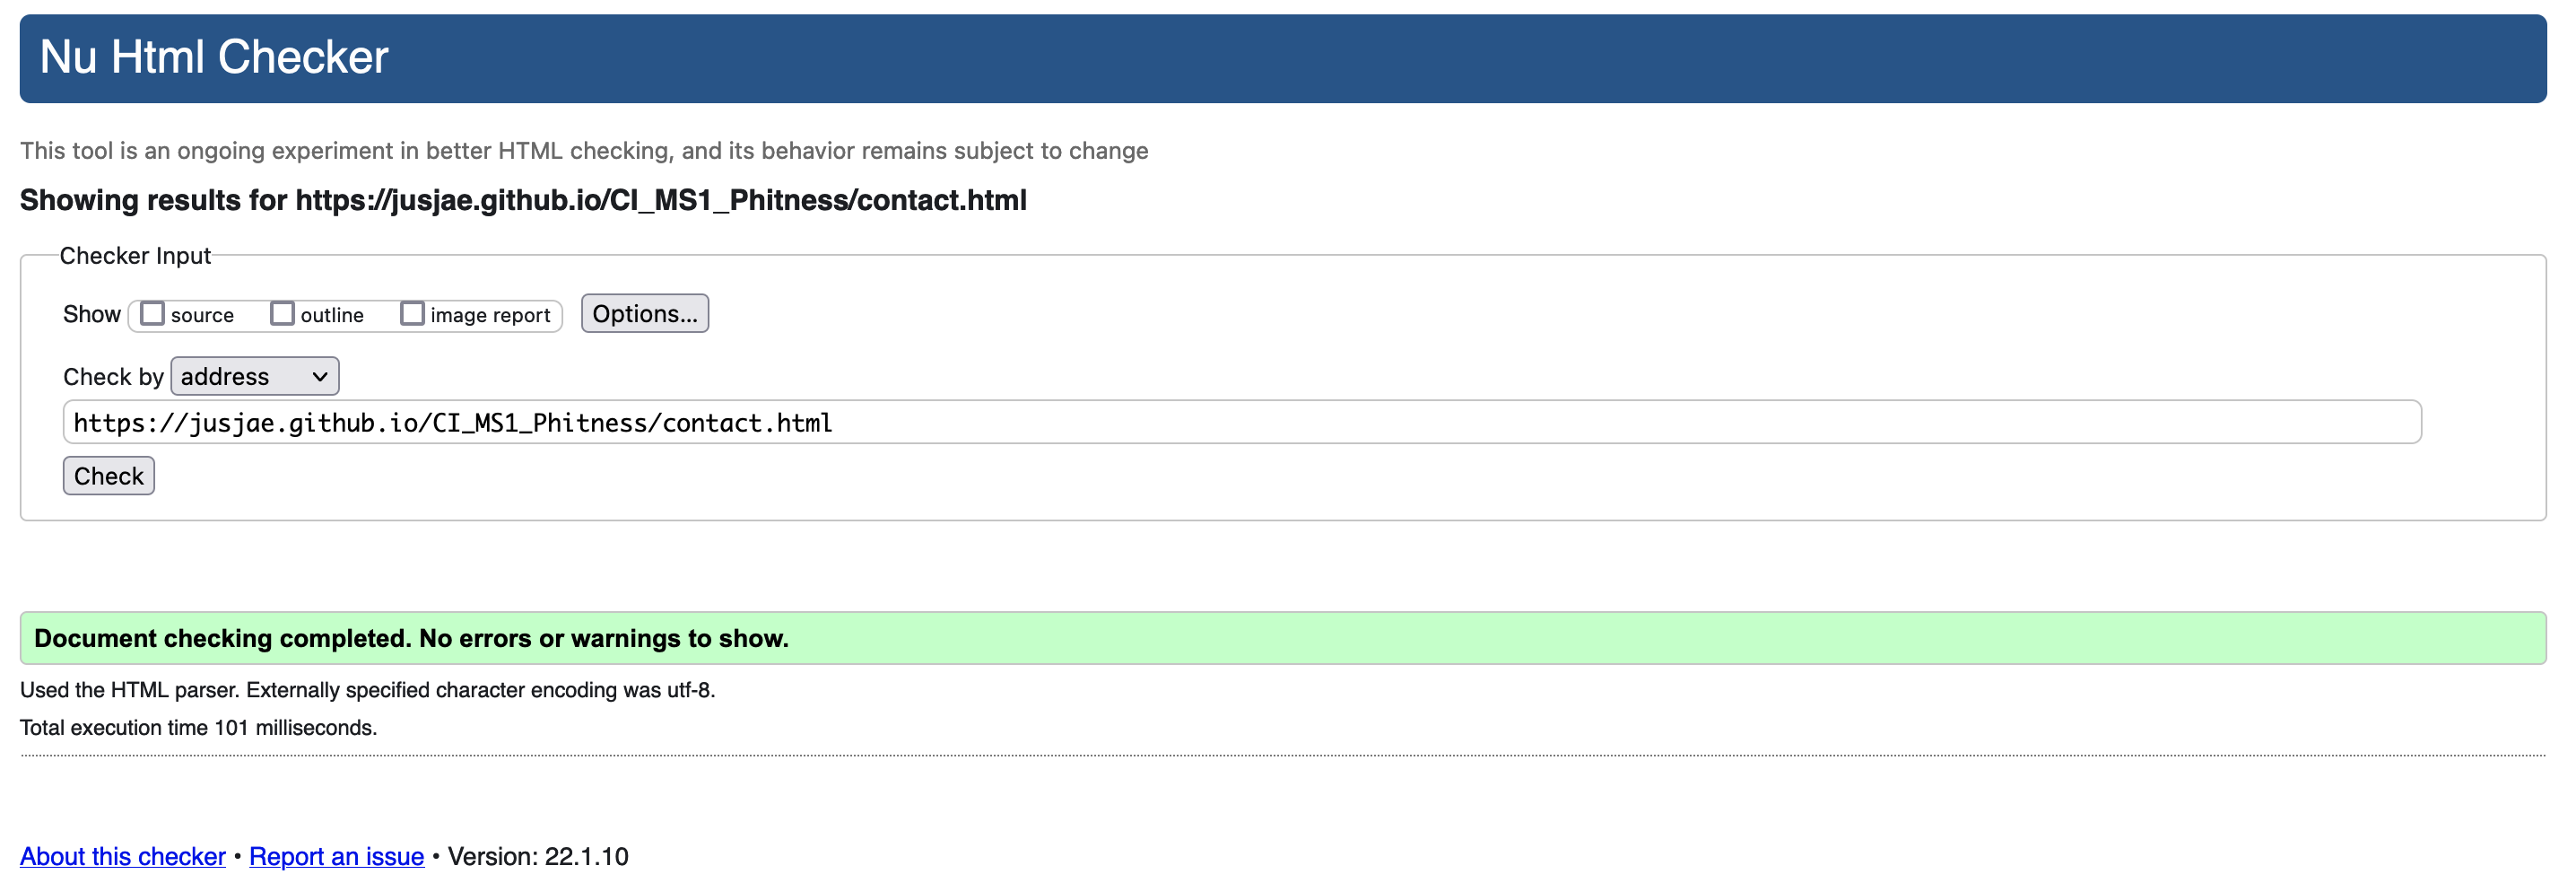 Nu Html Checker
This tool is an ongoing experiment in better HTML checking, and its behavior remains subject to change
Showing results for https://jusjae.github.io/CI_MS1_Phitness/contact.html
Checker Input
Show source outline image report Options...
Check by address
https://jusjae.github.io/CI_MS1_Phitness/contact.html
Check
Document checking completed. No errors or warnings to show.
Used the HTML parser. Externally specified character encoding was utf-8.
Total execution time 101 milliseconds.
About this checker • Report an issue • Version: 22.1.10